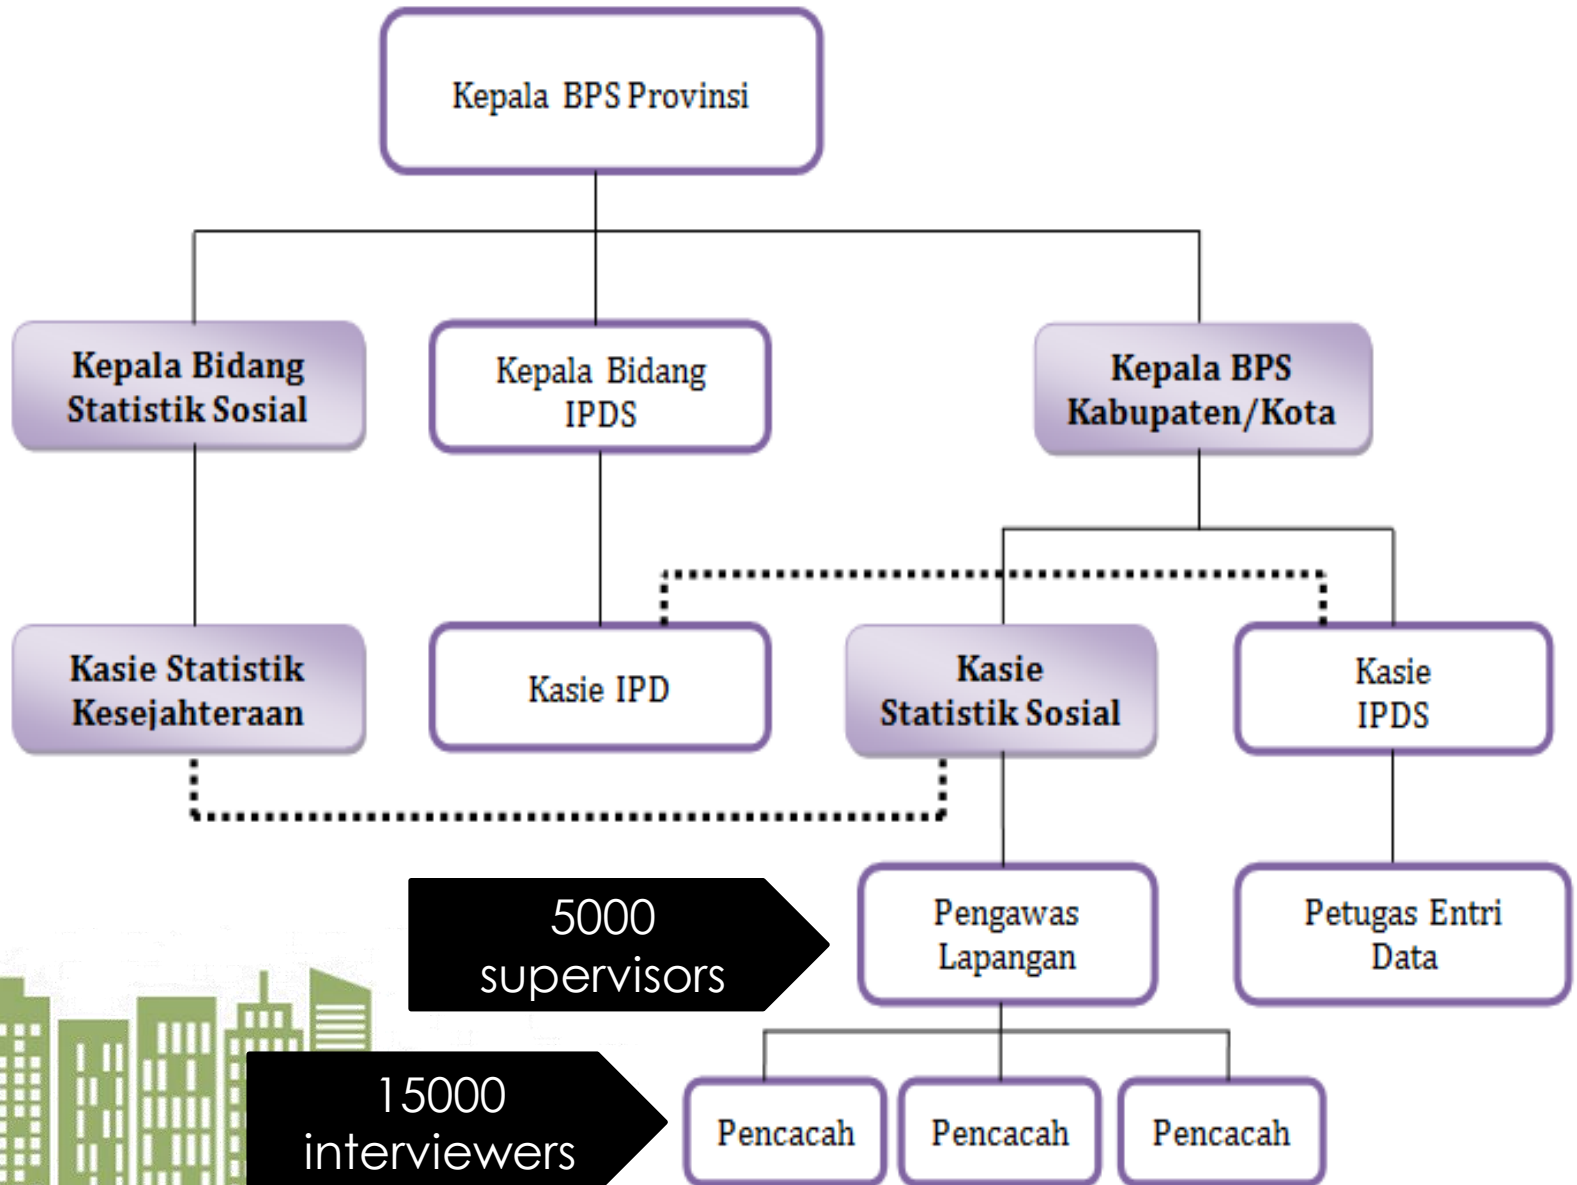 Kepala BPS Provinsi
Kepala Bidang
Statistik Sosial
Kepala Bidang
IPDS
Kepala BPS
Kabupaten/Kota
Kasie Statistik
Kesejahteraan
Kasie IPD
Kasie
Statistik Sosial
Kasie
IPDS
5000
supervisors
Pengawas
Lapangan
Petugas Entri
Data
15000
interviewers
Pencacah
Pencacah
Pencacah